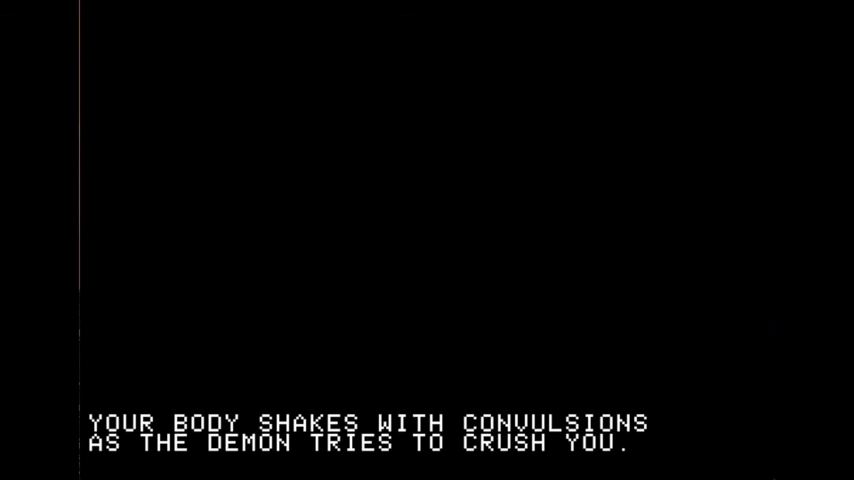 YOUR BODY SHAKES WITH CONVULSIONS
AS THE DEMON TRIES TO CRUSH YOU.